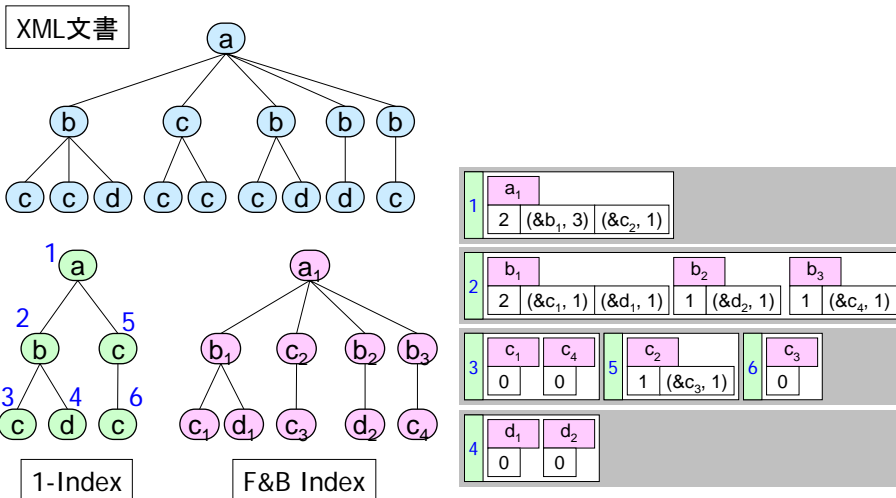 XML文書
a
b c b b b
c c d c c c d d c
1 a
2 b 5 c
3 c 4 d 6 c
1-Index
a₁
b₁ c₂ b₂ b₃
c₁ d₁ c₃ d₂ c₄
F&B Index
1 a₁
2 (&b₁, 3) (&c₂, 1)
2 b₁ b₂ b₃
2 (&c₁, 1) (&d₁, 1) 1 (&d₂, 1) 1 (&c₄, 1)
3 c₁ c₄ 5 c₂ 6 c₃
0 0 1 (&c₃, 1) 0
4 d₁ d₂
0 0